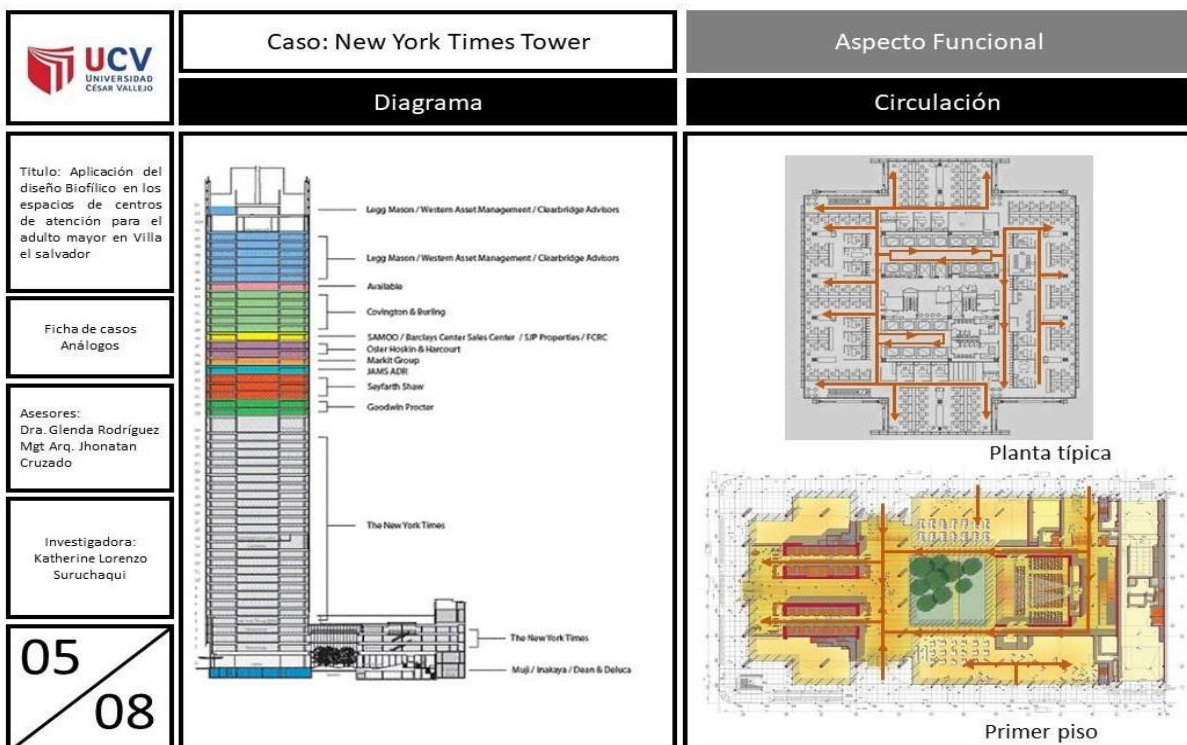 UCV
UNIVERSIDAD
CÉSAR VALLEJO
Caso: New York Times Tower
Aspecto Funcional
Diagrama
Circulación
Titulo: Aplicación del
diseño Biofílico en los
espacios de centros
de atención para el
adulto mayor en Villa
el salvador
Ficha de casos
Análogos
Asesores:
Dra. Glenda Rodríguez
Mgt Arq. Jhonatan
Cruzado
Investigadora:
Katherine Lorenzo
Suruchaqui
05
08
Legg Mason / Western Asset Management / Clearbridge Advisors
Legg Mason / Western Asset Management / Clearbridge Advisors
Available
Covington & Burling
SAMOO / Barclays Center Sales Center / SJP Properties / FCRC
Osler Hoskin & Harcourt
Markit Group
JAMS ADR
Seyfarth Shaw
Goodwin Procter
The New York Times
The New York Times
Muji / Inakaya / Dean & Deluca
Planta típica
Primer piso